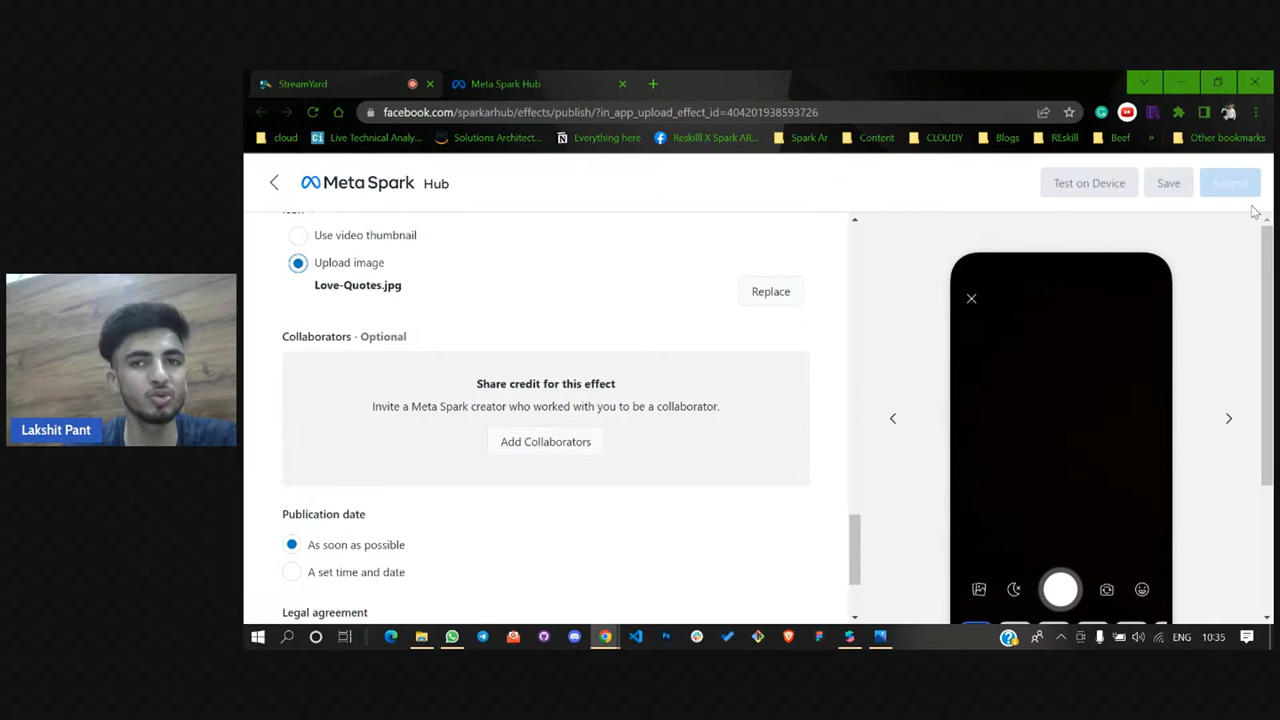 StreamYard
Meta Spark Hub
facebook.com/sparkarhub/effects/publish/?in_app_upload_effect_id=404201938593726
cloud
Live Technical Analy...
Solutions Architect...
Everything here
Reskilll X Spark AR...
Spark Ar
Content
CLOUDY
Blogs
REskill
Beef
»
Other bookmarks
Meta Spark Hub
Test on Device
Save
Submit
Use video thumbnail
Upload image
Love-Quotes.jpg
Replace
Collaborators · Optional
Share credit for this effect
Invite a Meta Spark creator who worked with you to be a collaborator.
Add Collaborators
Publication date
As soon as possible
A set time and date
Legal agreement
Lakshit Pant
ENG
10:35